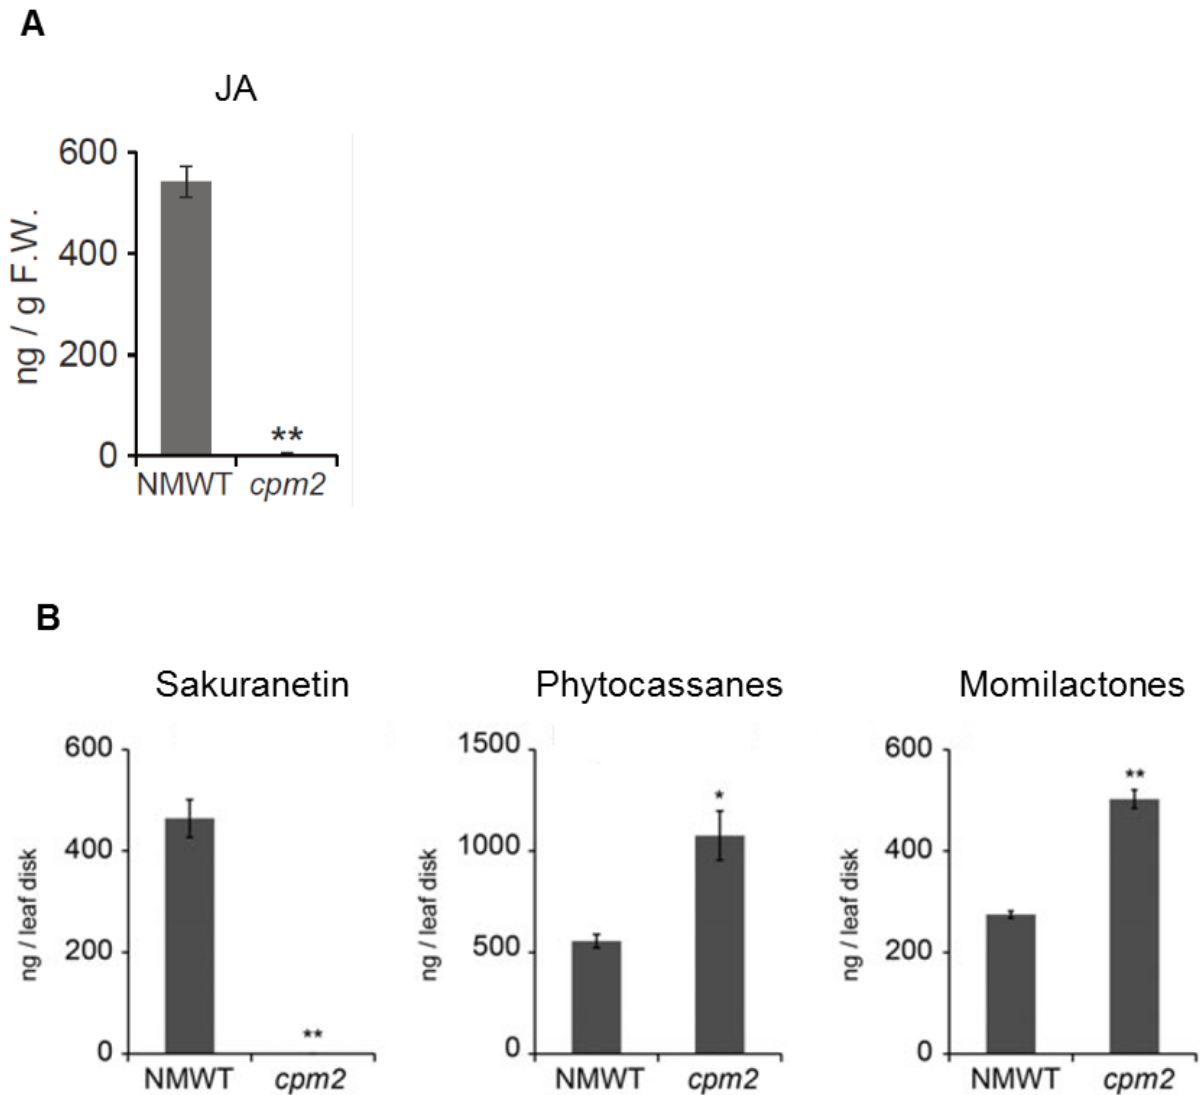 A
JA
600
400
200
0
ng / g F.W.
**
NMWT cpm2
B
Sakuranetin
600
400
200
0
ng / leaf disk
**
NMWT cpm2
Phytocassanes
1500
1000
500
0
ng / leaf disk
*
NMWT cpm2
Momilactones
600
400
200
0
ng / leaf disk
**
NMWT cpm2